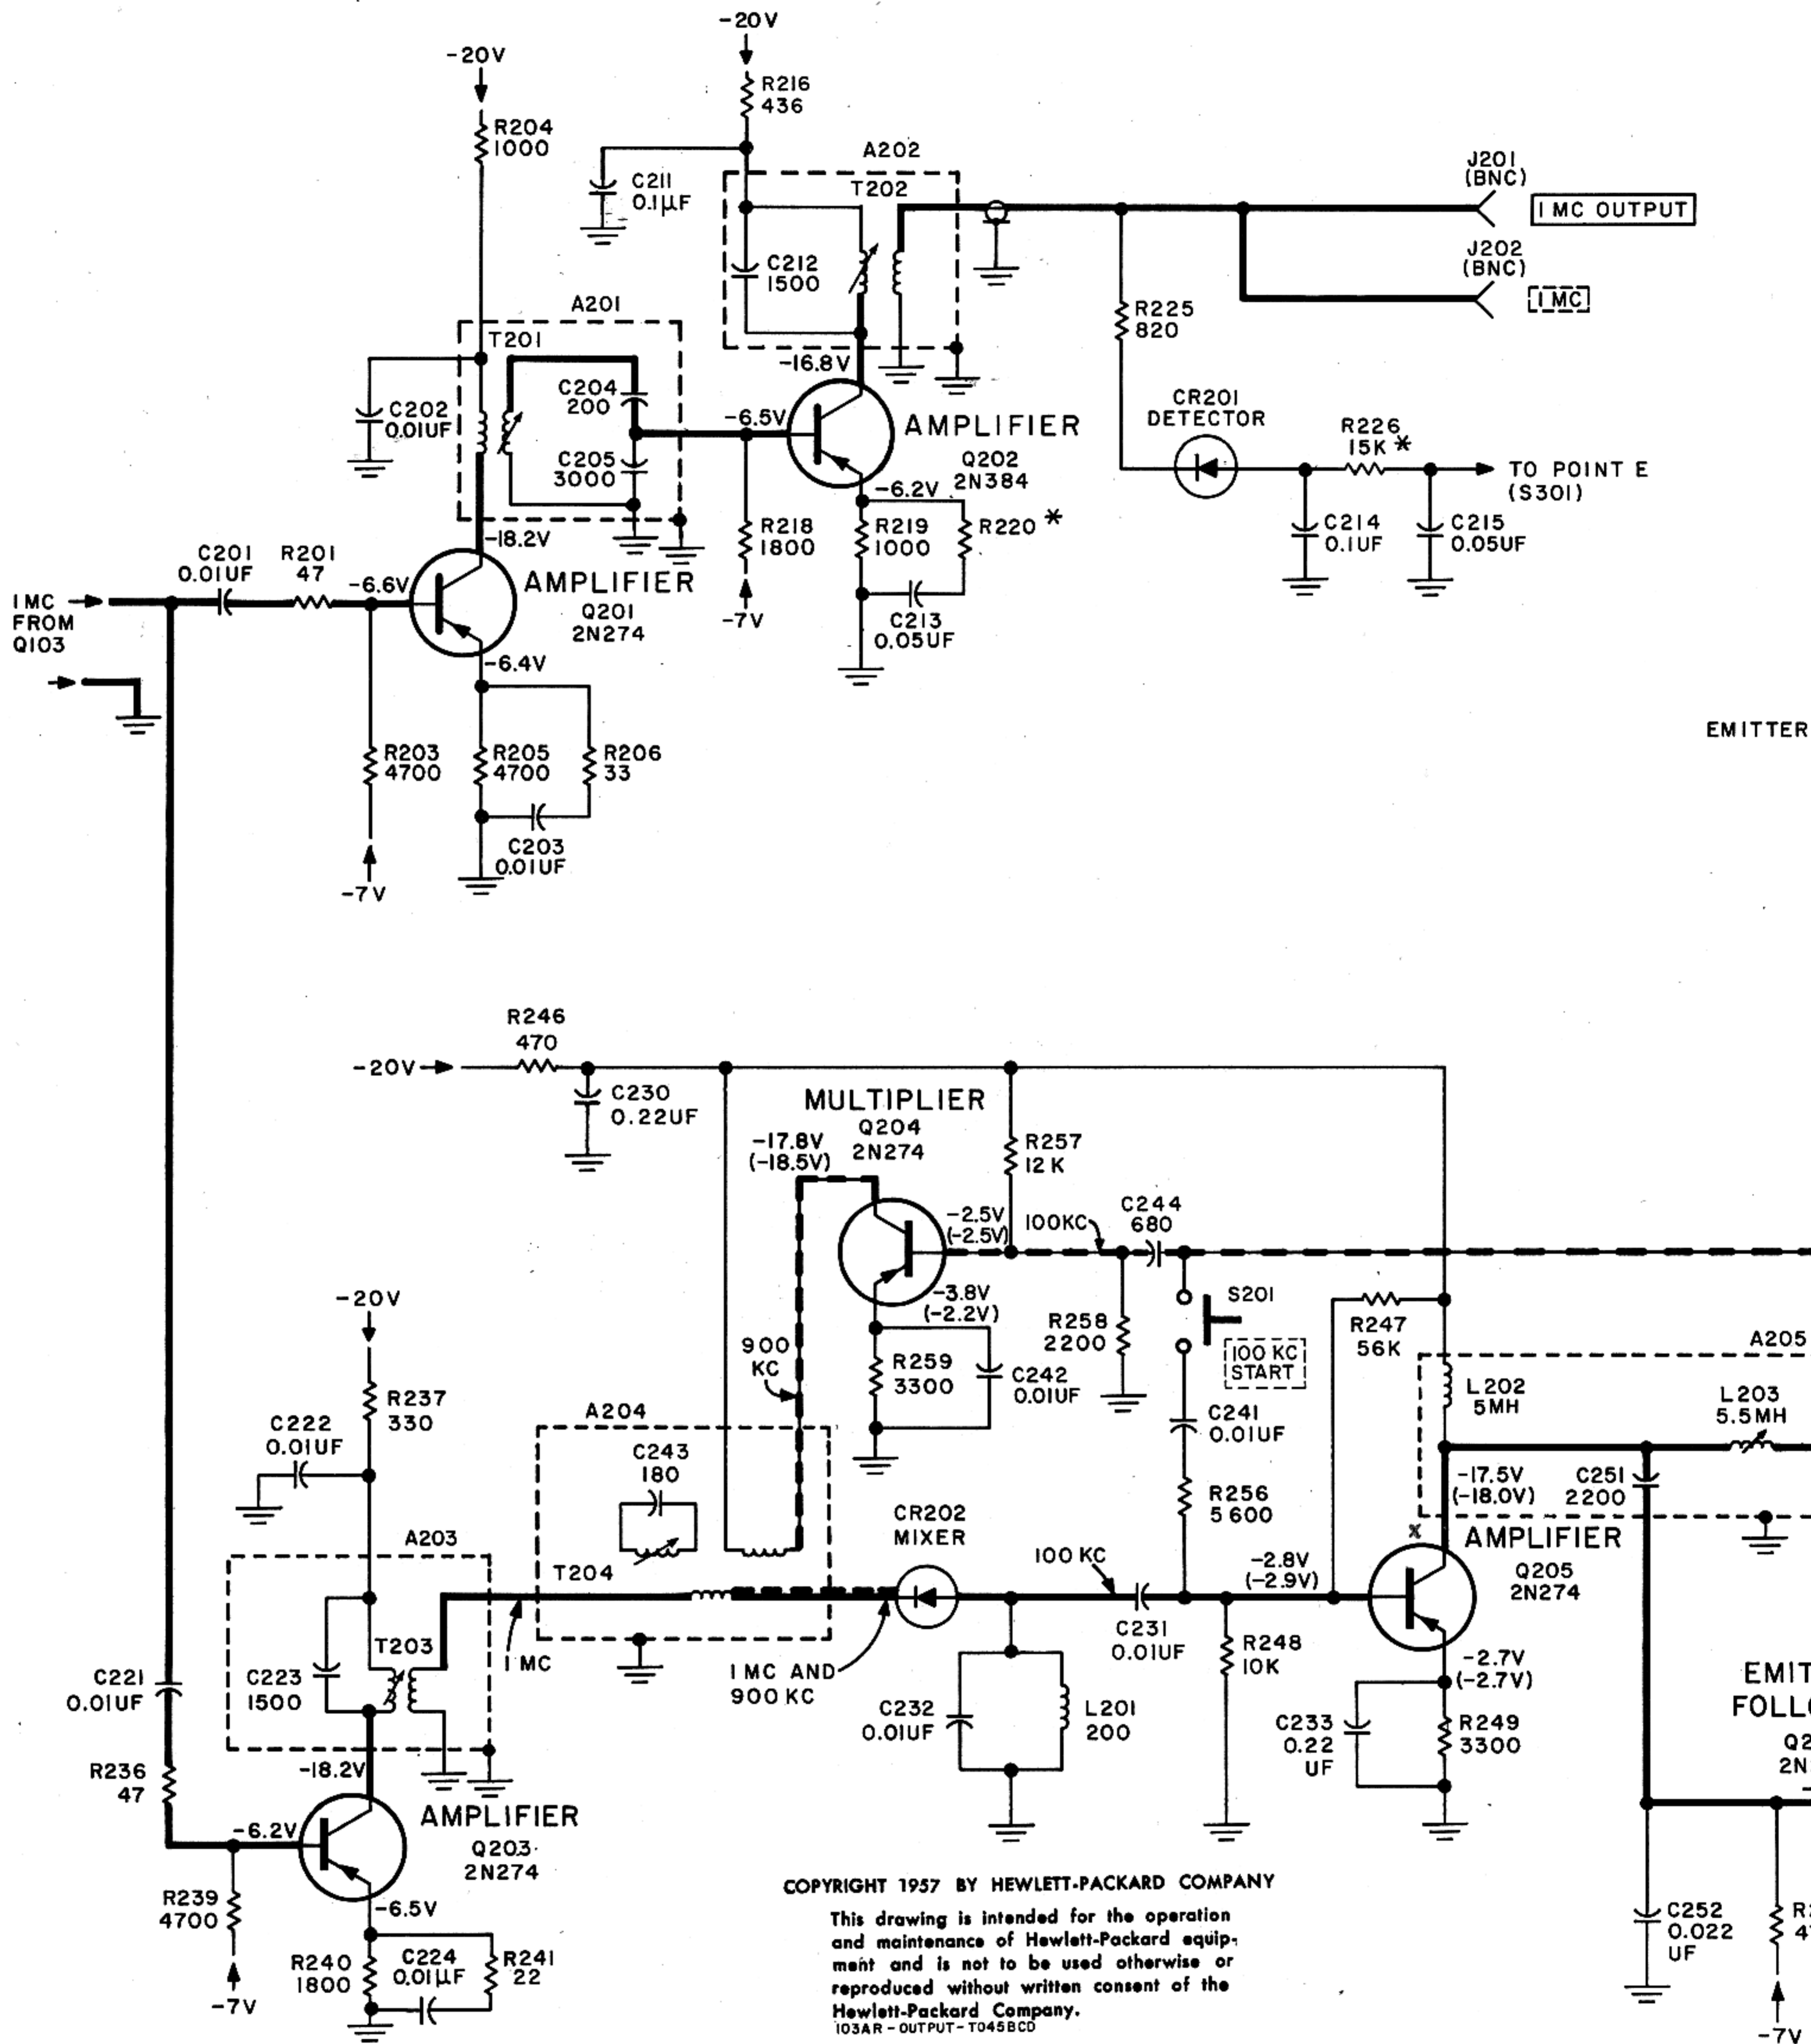 -20V
-20V
R216
436
R204
1000
A202
C211
0.1µF
T202
J201
(BNC)
1 MC OUTPUT
J202
(BNC)
1 MC
C212
1500
R225
820
A201
T201
-16.8V
C204
200
C202
0.01UF
-6.5V
AMPLIFIER
Q202
2N384
CR201
DETECTOR
R226
15K *
TO POINT E
(S301)
C205
3000
-6.2V
R218
1800
R219
1000
R220 *
C214
0.1UF
C215
0.05UF
-18.2V
C201
0.01UF
R201
47
-6.6V
AMPLIFIER
Q201
2N274
-7V
C213
0.05UF
1 MC
FROM
Q103
-6.4V
EMITTER
R203
4700
R205
4700
R206
33
C203
0.01UF
-7V
R246
470
-20V
C230
0.22UF
MULTIPLIER
Q204
2N274
-17.8V
(-18.5V)
R257
12K
-2.5V
(-2.5V)
100KC
C244
680
-3.8V
(-2.2V)
S201
100 KC
START
R258
2200
R247
56K
-20V
900
KC
R259
3300
C242
0.01UF
A205
L202
5MH
L203
5.5MH
R237
330
C222
0.01UF
A204
C243
180
C241
0.01UF
R256
5600
-17.5V
(-18.0V)
C251
2200
CR202
MIXER
x
AMPLIFIER
Q205
2N274
A203
T204
100 KC
-2.8V
(-2.9V)
C231
0.01UF
T203
1 MC
1 MC AND
900 KC
R248
10K
-2.7V
(-2.7V)
C221
0.01UF
C223
1500
C232
0.01UF
L201
200
C233
0.22
UF
R249
3300
R236
47
-18.2V
-6.2V
AMPLIFIER
Q203
2N274
R239
4700
-6.5V
R240
1800
C224
0.01µF
R241
22
-7V
C252
0.022
UF
-7V
COPYRIGHT 1957 BY HEWLETT-PACKARD COMPANY
This drawing is intended for the operation
and maintenance of Hewlett-Packard equip-
ment and is not to be used otherwise or
reproduced without written consent of the
Hewlett-Packard Company.
103AR-OUTPUT-T045BCD